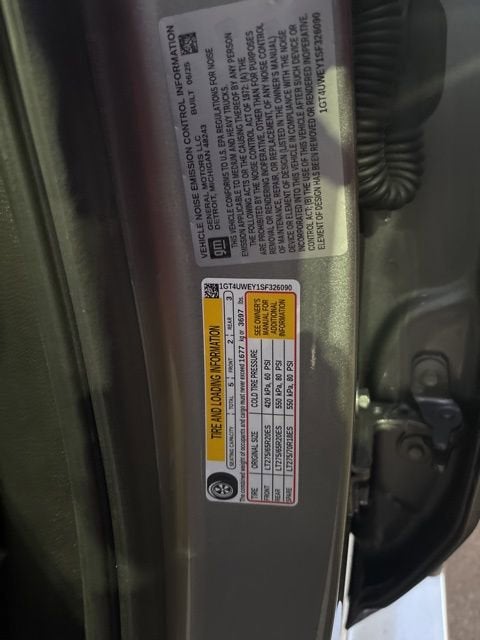 VEHICLE NOISE EMISSION CONTROL INFORMATION
BUILT 06/25
gm
GENERAL MOTORS LLC
DETROIT, MICHIGAN 48243
THIS VEHICLE CONFORMS TO U.S. EPA REGULATIONS FOR NOISE
EMISSION APPLICABLE TO MEDIUM AND HEAVY TRUCKS.
THE FOLLOWING ACTS OR THE CAUSING THEREOF BY ANY PERSON
ARE PROHIBITED BY THE NOISE CONTROL ACT OF 1972: (A) THE
REMOVAL OR RENDERING INOPERATIVE, OTHER THAN FOR PURPOSES
OF MAINTENANCE, REPAIR, OR REPLACEMENT, OF ANY NOISE CONTROL
DEVICE OR ELEMENT OF DESIGN (LISTED IN THE OWNER'S MANUAL)
INCORPORATED INTO THIS VEHICLE IN COMPLIANCE WITH THE NOISE
CONTROL ACT; (B) THE USE OF THIS VEHICLE AFTER SUCH DEVICE OR
ELEMENT OF DESIGN HAS BEEN REMOVED OR RENDERED INOPERATIVE.
1GT4UWEY1SF326090
1GT4UWEY1SF326090
TIRE AND LOADING INFORMATION
SEATING CAPACITY TOTAL 5 FRONT 2 REAR 3
The combined weight of occupants and cargo must never exceed 1677 kg or 3697 lbs.
TIRE ORIGINAL SIZE COLD TIRE PRESSURE
FRONT LT275/65R20ES 420 kPa, 60 PSI
REAR LT275/65R20ES 550 kPa, 80 PSI
SPARE LT275/70R18ES 550 kPa, 80 PSI
SEE OWNER'S
MANUAL FOR
ADDITIONAL
INFORMATION